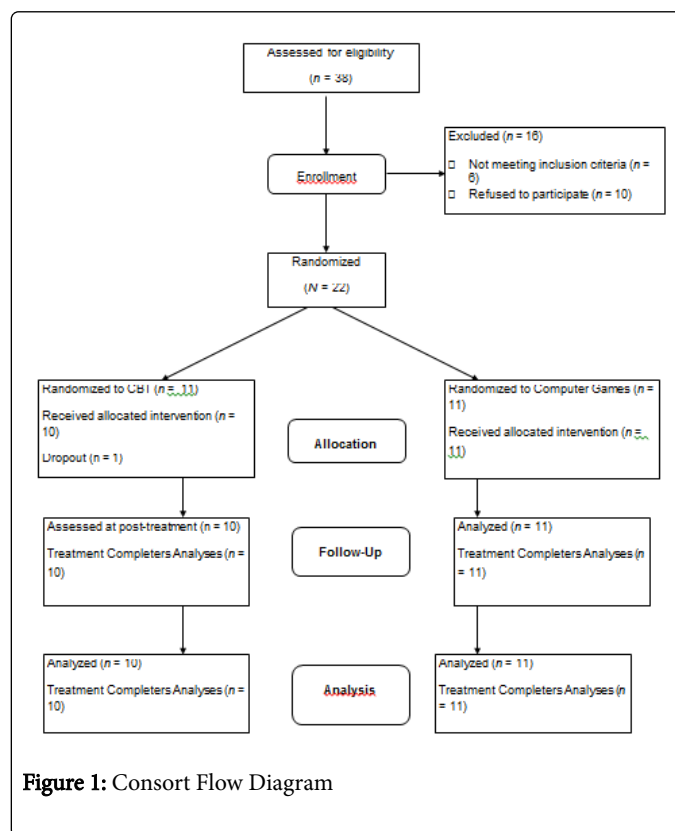 Assessed for eligibility
(n = 38)
Excluded (n = 16)
Not meeting inclusion criteria (n =
6)
Refused to participate (n = 10)
Enrollment
Randomized
(N = 22)
Randomized to CBT (n = 11)
Received allocated intervention (n =
10)
Dropout (n = 1)
Randomized to Computer Games (n =
11)
Received allocated intervention (n =
11)
Allocation
Assessed at post-treatment (n = 10)
Treatment Completers Analyses (n =
10)
Follow-Up
Analyzed (n = 11)
Treatment Completers Analyses (n
= 11)
Analyzed (n = 10)
Treatment Completers Analyses (n =
10)
Analysis
Analyzed (n = 11)
Treatment Completers Analyses (n
= 11)
Figure 1: Consort Flow Diagram